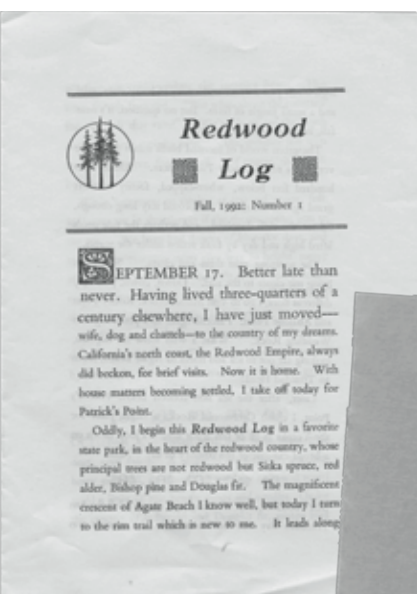 Redwood
Log
Fall, 1992: Number 1
SEPTEMBER 17. Better late than
never. Having lived three-quarters of a
century elsewhere, I have just moved—
wife, dog and chattels—to the country of my dreams.
California's north coast, the Redwood Empire, always
did beckon, for brief visits. Now it is home. With
house matters becoming settled, I take off today for
Patrick's Point.
Oddly, I begin this Redwood Log in a favorite
state park, in the heart of the redwood country, whose
principal trees are not redwood but Sitka spruce, red
alder, Bishop pine and Douglas fir. The magnificent
crescent of Agate Beach I know well, but today I turn
to the rim trail which is new to me. It leads along